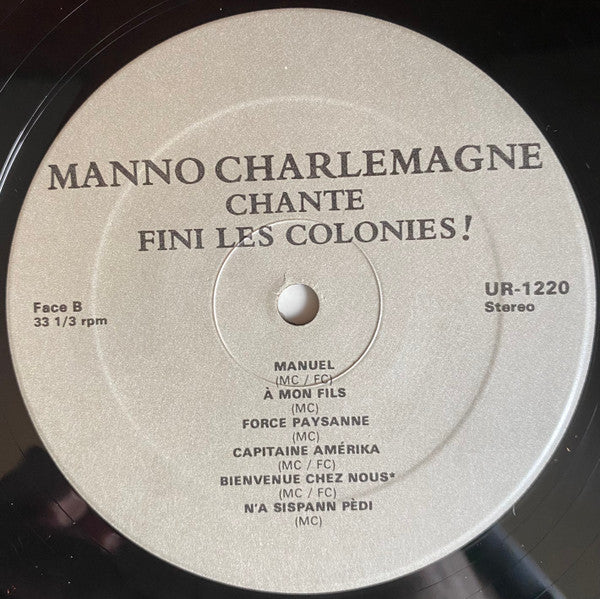 MANNO CHARLEMAGNE
CHANTE
FINI LES COLONIES!
Face B
33 1/3 rpm
UR-1220
Stereo
MANUEL
(MC / FC)
À MON FILS
(MC)
FORCE PAYSANNE
(MC)
CAPITAINE AMÉRIKA
(MC / FC)
BIENVENUE CHEZ NOUS*
(MC / FC)
N'A SISPANN PÈDI
(MC)